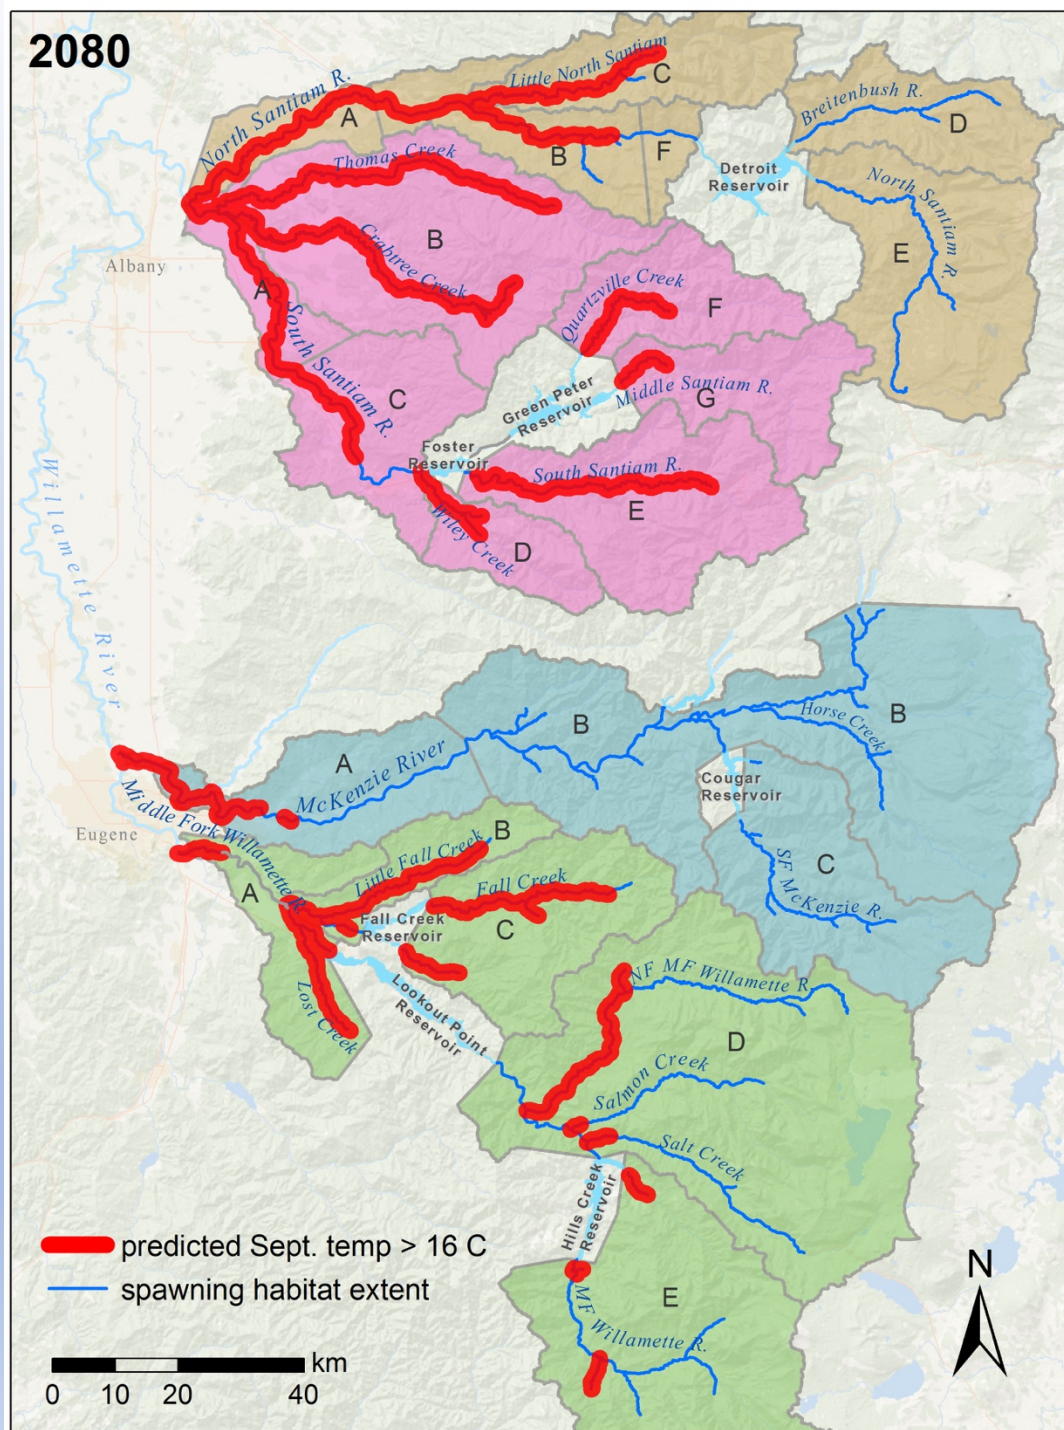 2080
Little North Santiam
C
North Santiam R.
A
Breitenbush R.
D
B
F
Thomas Creek
Detroit
Reservoir
North Santiam R.
B
E
Albany
Crabtree Creek
A
Quartzville Creek
F
South Santiam R.
Middle Santiam R.
G
C
Green Peter
Reservoir
Foster
Reservoir
South Santiam R.
E
Wiley Creek
D
Willamette River
B
Horse Creek
B
A
McKenzie River
Cougar
Reservoir
Middle Fork Willamette R.
Eugene
B
Little Fall Creek
C
SF McKenzie R.
A
Fall Creek
Fall Creek
Reservoir
C
Lost Creek
Lookout Point
Reservoir
NF MF Willamette R.
D
Salmon Creek
Salt Creek
Hills Creek
Reservoir
E
MF Willamette R.
predicted Sept. temp > 16 C
spawning habitat extent
N
km
0 10 20 40